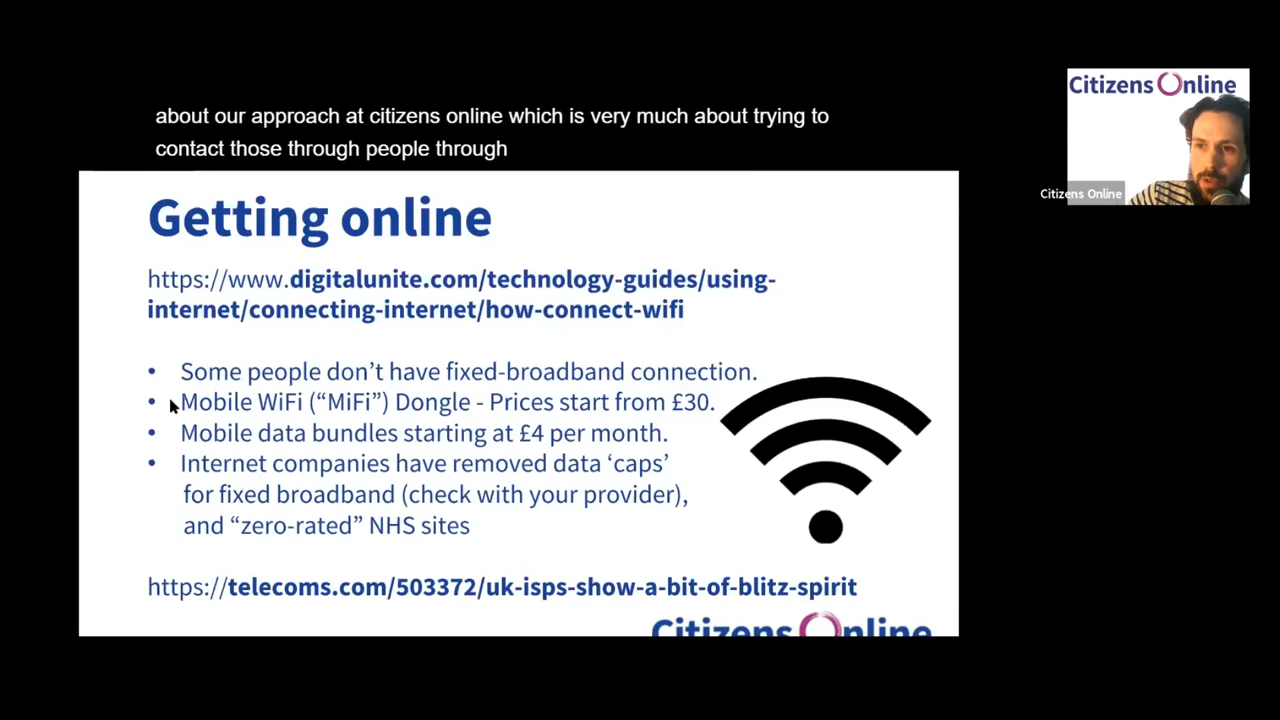 about our approach at citizens online which is very much about trying to
contact those through people through
Citizens Online
Citizens Online
Getting online
https://www.digitalunite.com/technology-guides/using-
internet/connecting-internet/how-connect-wifi
• Some people don’t have fixed-broadband connection.
• Mobile WiFi (“MiFi”) Dongle - Prices start from £30.
• Mobile data bundles starting at £4 per month.
• Internet companies have removed data ‘caps’
for fixed broadband (check with your provider),
and “zero-rated” NHS sites
https://telecoms.com/503372/uk-isps-show-a-bit-of-blitz-spirit
Citizens Online